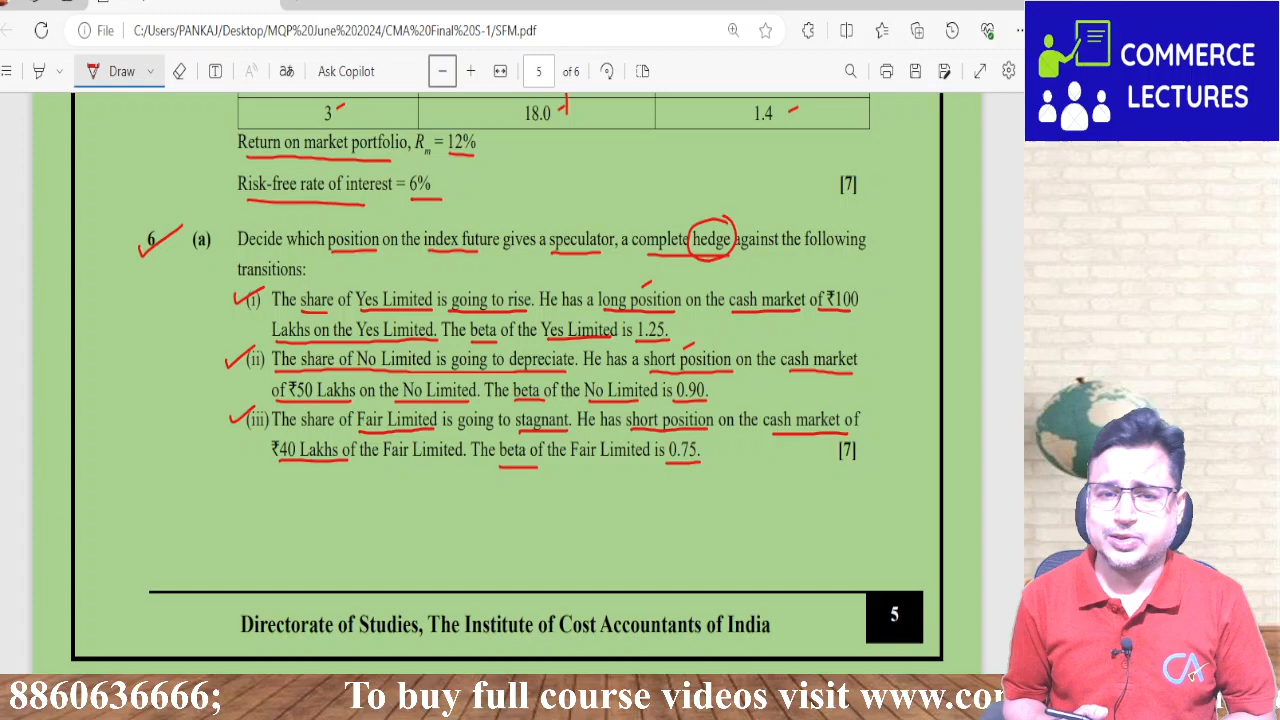 File C:/Users/PANKAJ/Desktop/MQP%20June%202024/CMA%20Final%20S-1/SFM.pdf
Draw Ask Copilot 5 of 6
3 18.0 1.4
Return on market portfolio, Rm = 12%
Risk-free rate of interest = 6% [7]
6 (a) Decide which position on the index future gives a speculator, a complete hedge against the following
transitions:
(i) The share of Yes Limited is going to rise. He has a long position on the cash market of ₹100
Lakhs on the Yes Limited. The beta of the Yes Limited is 1.25.
(ii) The share of No Limited is going to depreciate. He has a short position on the cash market
of ₹50 Lakhs on the No Limited. The beta of the No Limited is 0.90.
(iii) The share of Fair Limited is going to stagnant. He has short position on the cash market of
₹40 Lakhs of the Fair Limited. The beta of the Fair Limited is 0.75. [7]
Directorate of Studies, The Institute of Cost Accountants of India 5
COMMERCE
LECTURES
CA
8860636666; To buy full course videos visit www.